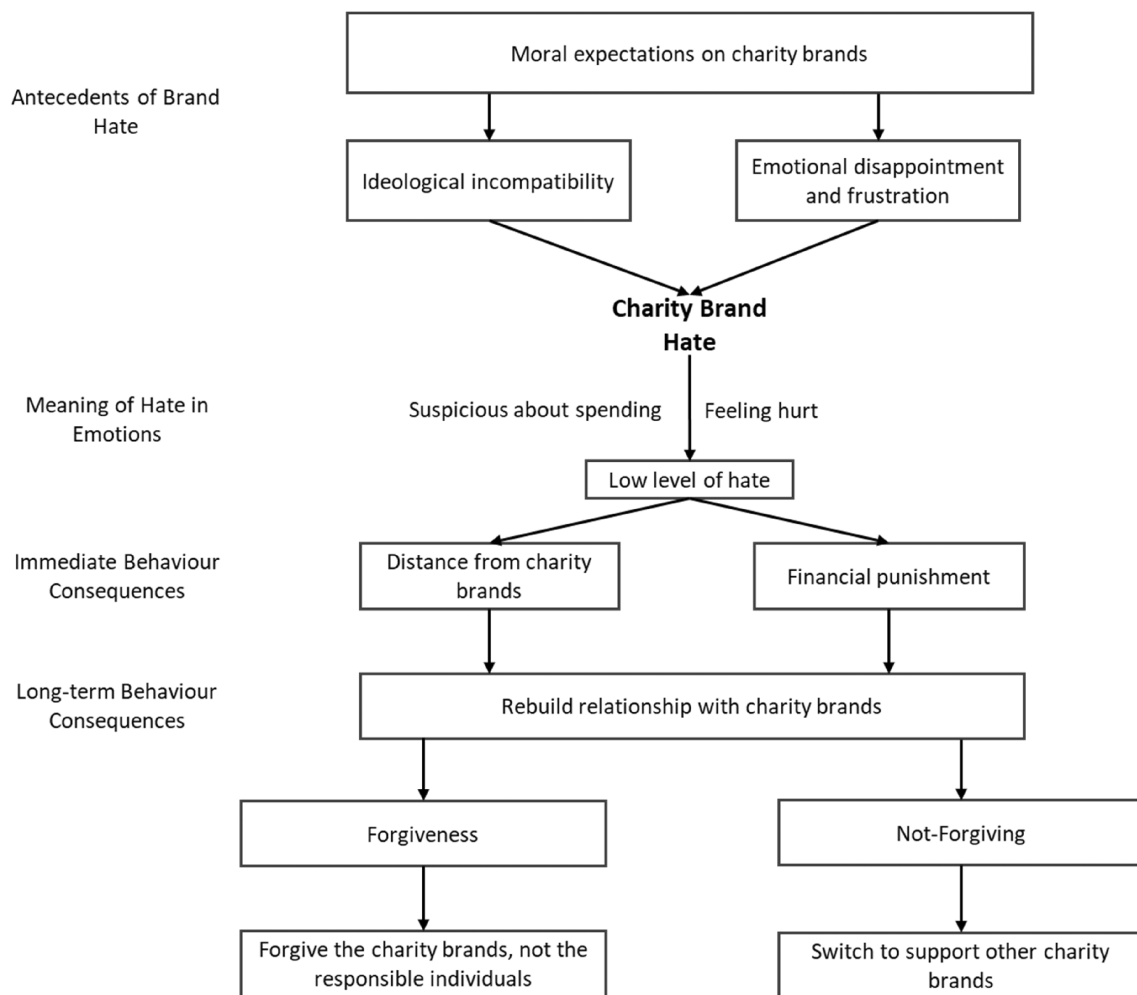 Moral expectations on charity brands
Antecedents of Brand
Hate
Ideological incompatibility
Emotional disappointment
and frustration
Charity Brand
Hate
Meaning of Hate in
Emotions
Suspicious about spending
Feeling hurt
Low level of hate
Immediate Behaviour
Consequences
Distance from charity
brands
Financial punishment
Long-term Behaviour
Consequences
Rebuild relationship with charity brands
Forgiveness
Not-Forgiving
Forgive the charity brands, not the
responsible individuals
Switch to support other charity
brands